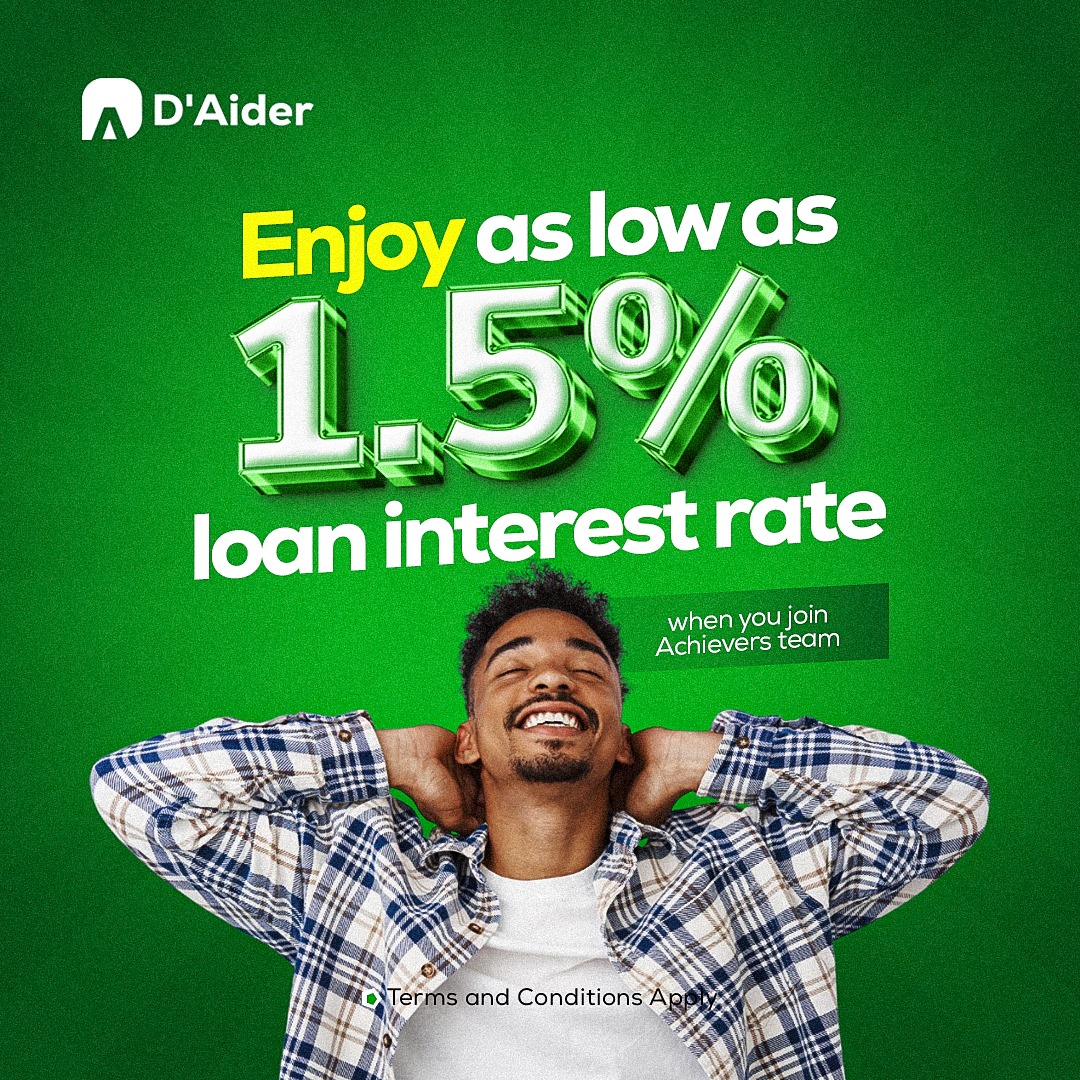 D'Aider
Enjoy as low as
1.5%
loan interest rate
when you join
Achievers team
Terms and Conditions Apply